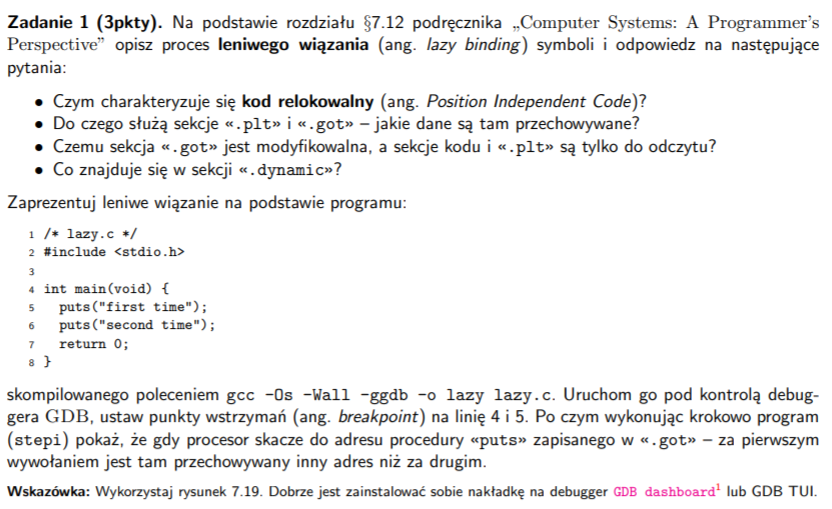 Zadanie 1 (3pkty). Na podstawie rozdziału §7.12 podręcznika „Computer Systems: A Programmer's
Perspective” opisz proces leniwego wiązania (ang. lazy binding) symboli i odpowiedz na następujące
pytania:
• Czym charakteryzuje się kod relokowalny (ang. Position Independent Code)?
• Do czego służą sekcje «.plt» i «.got» – jakie dane są tam przechowywane?
• Czemu sekcja «.got» jest modyfikowalna, a sekcje kodu i «.plt» są tylko do odczytu?
• Co znajduje się w sekcji «.dynamic»?
Zaprezentuj leniwe wiązanie na podstawie programu:
1 /* lazy.c */
2 #include <stdio.h>
3
4 int main(void) {
5   puts("first time");
6   puts("second time");
7   return 0;
8 }
skompilowanego poleceniem gcc -Os -Wall -ggdb -o lazy lazy.c. Uruchom go pod kontrolą debug-
gera GDB, ustaw punkty wstrzymań (ang. breakpoint) na linię 4 i 5. Po czym wykonując krokowo program
(stepi) pokaż, że gdy procesor skacze do adresu procedury «puts» zapisanego w «.got» – za pierwszym
wywołaniem jest tam przechowywany inny adres niż za drugim.
Wskazówka: Wykorzystaj rysunek 7.19. Dobrze jest zainstalować sobie nakładkę na debugger GDB dashboard¹ lub GDB TUI.